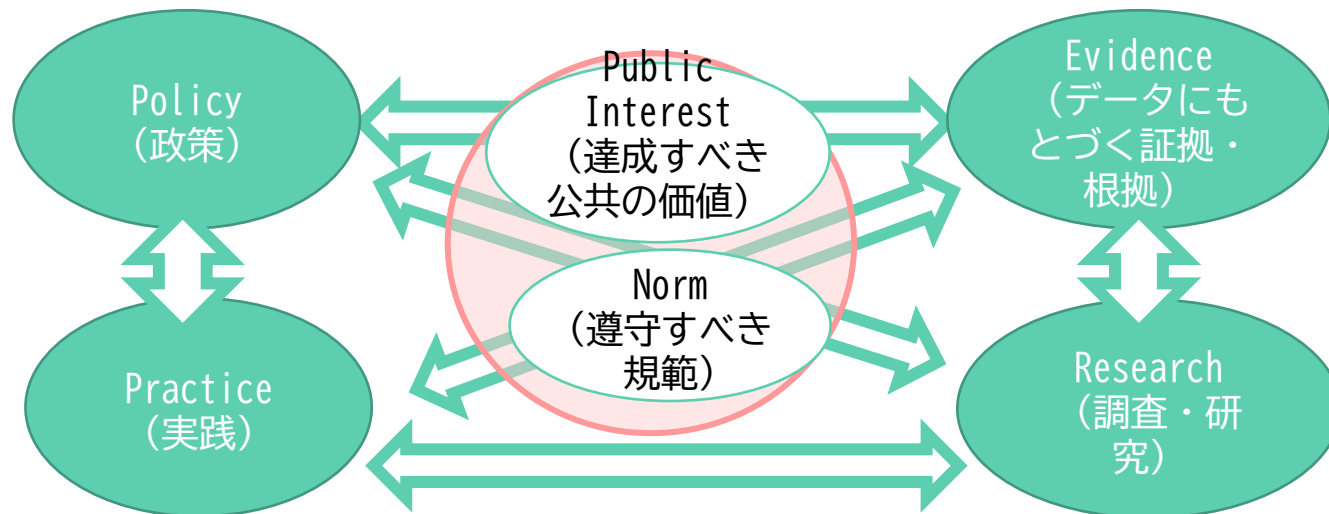 Policy
（政策）
Public
Interest
（達成すべき
公共の価値）
Evidence
（データにも
とづく証拠・
根拠）
Practice
（実践）
Norm
（遵守すべき
規範）
Research
（調査・研
究）